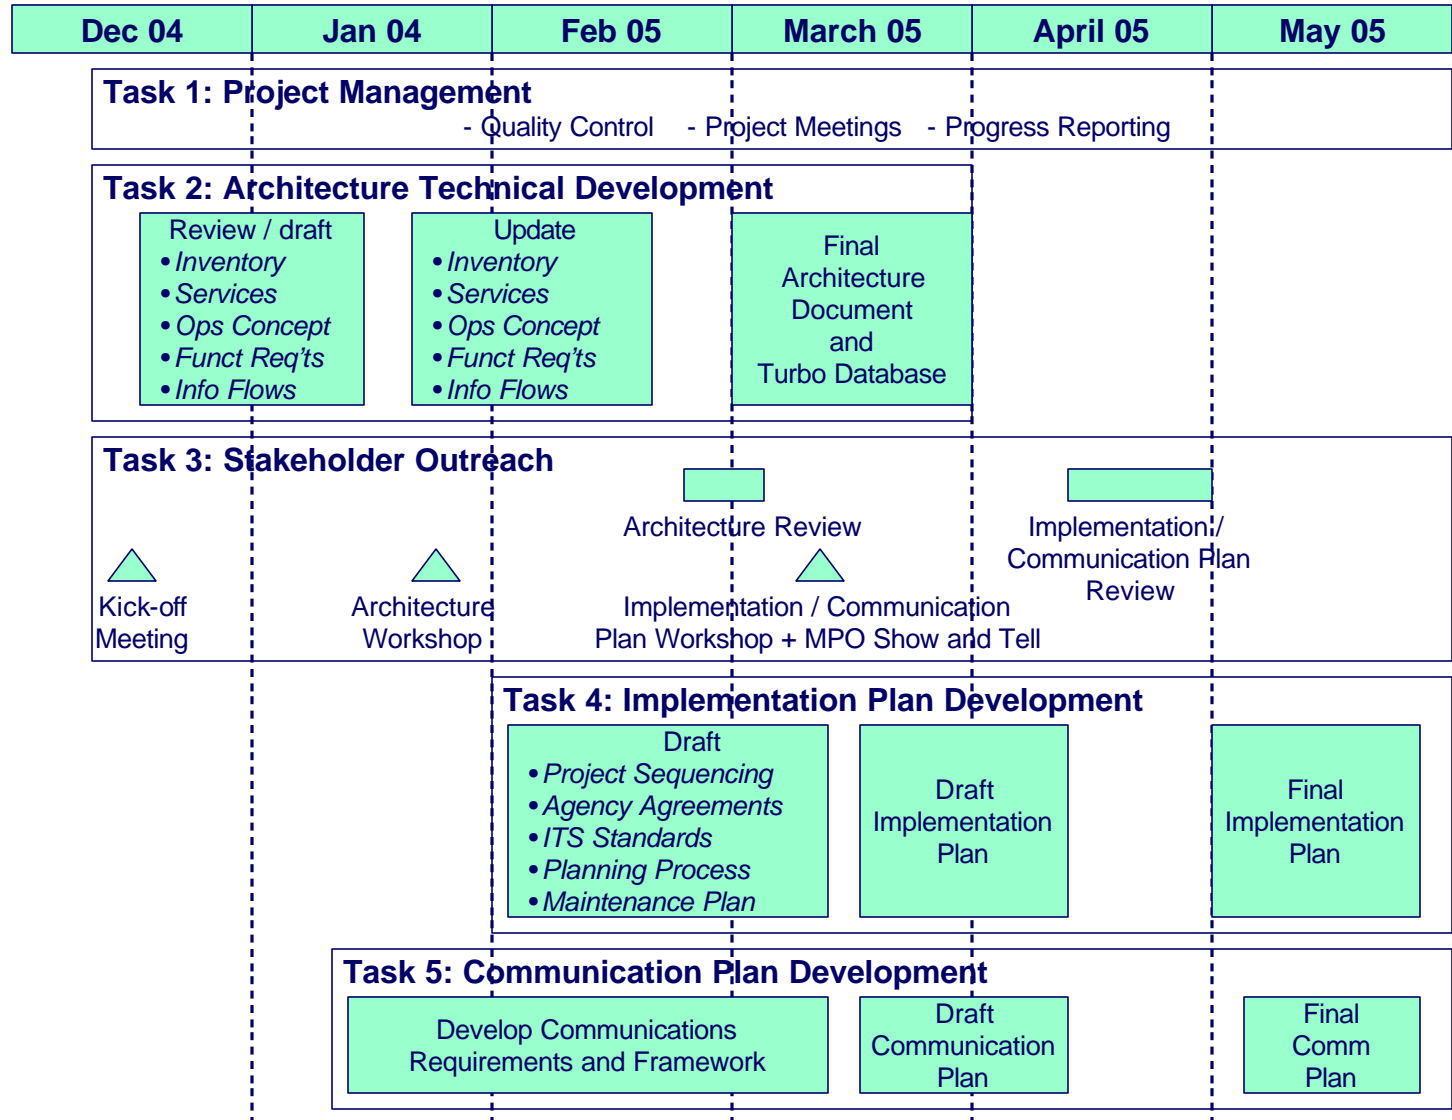 Dec 04
Jan 04
Feb 05
March 05
April 05
May 05
Task 1: Project Management
- Quality Control - Project Meetings - Progress Reporting
Task 2: Architecture Technical Development
Review / draft
•Inventory
•Services
•Ops Concept
•Funct Req'ts
•Info Flows
Update
•Inventory
•Services
•Ops Concept
•Funct Req'ts
•Info Flows
Final
Architecture
Document
and
Turbo Database
Task 3: Stakeholder Outreach
Architecture Review
Implementation /
Communication Plan
Review
Kick-off
Meeting
Architecture
Workshop
Implementation / Communication
Plan Workshop + MPO Show and Tell
Task 4: Implementation Plan Development
Draft
•Project Sequencing
•Agency Agreements
•ITS Standards
•Planning Process
•Maintenance Plan
Draft
Implementation
Plan
Final
Implementation
Plan
Task 5: Communication Plan Development
Develop Communications
Requirements and Framework
Draft
Communication
Plan
Final
Comm
Plan